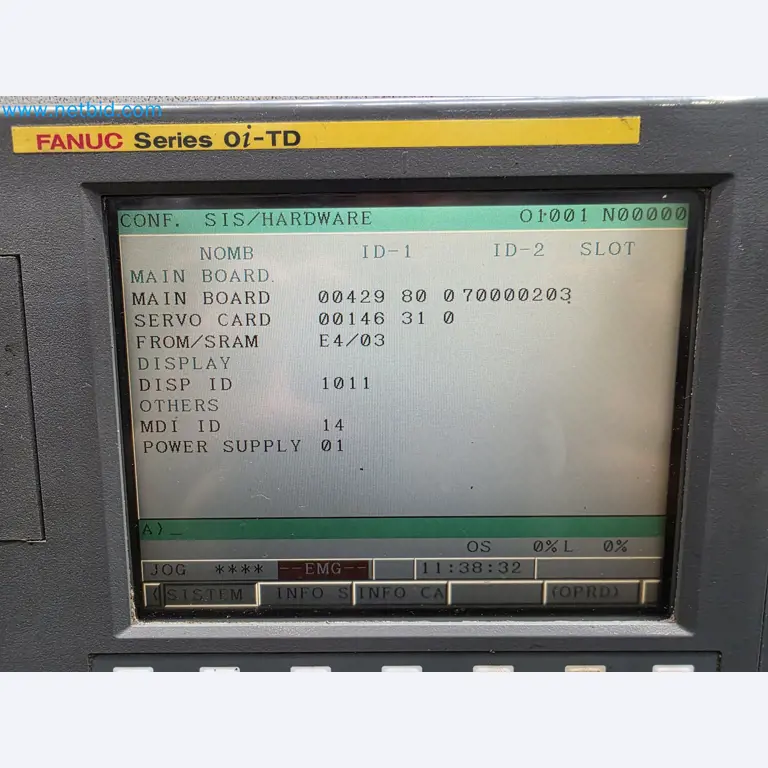 www.netbid.com
FANUC Series 0i-TD
CONF. SIS/HARDWARE O1001 N00000
NOMB ID-1 ID-2 SLOT
MAIN BOARD.
MAIN BOARD 00429 80 0 70000203
SERVO CARD 00146 31 0
FROM/SRAM E4/03
DISPLAY
DISP ID 1011
OTHERS
MDI ID 14
POWER SUPPLY 01
A)_
OS 0% L 0%
JOG **** --EMG-- 11:38:32
( SISTEM INFO S INFO CA (OPRD)